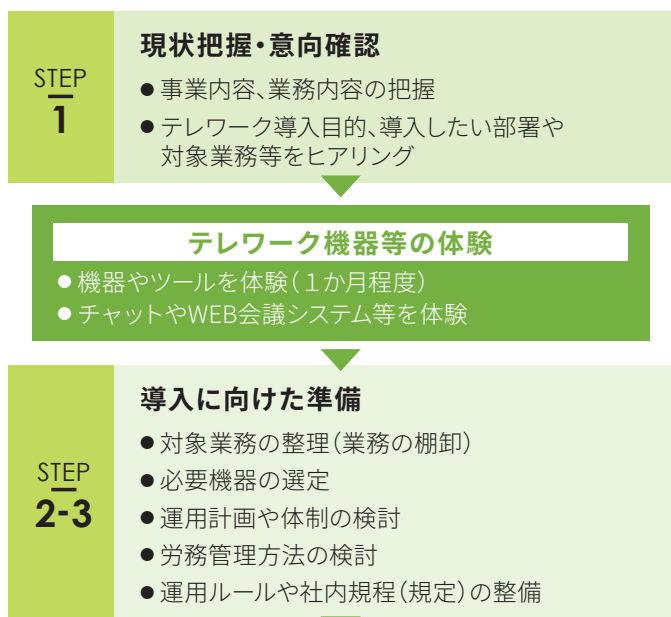 STEP
1
現状把握・意向確認
●事業内容、業務内容の把握
●テレワーク導入目的、導入したい部署や
対象業務等をヒアリング
テレワーク機器等の体験
●機器やツールを体験（１か月程度）
●チャットやWEB会議システム等を体験
STEP
2-3
導入に向けた準備
●対象業務の整理（業務の棚卸）
●必要機器の選定
●運用計画や体制の検討
●労務管理方法の検討
●運用ルールや社内規程（規定）の整備